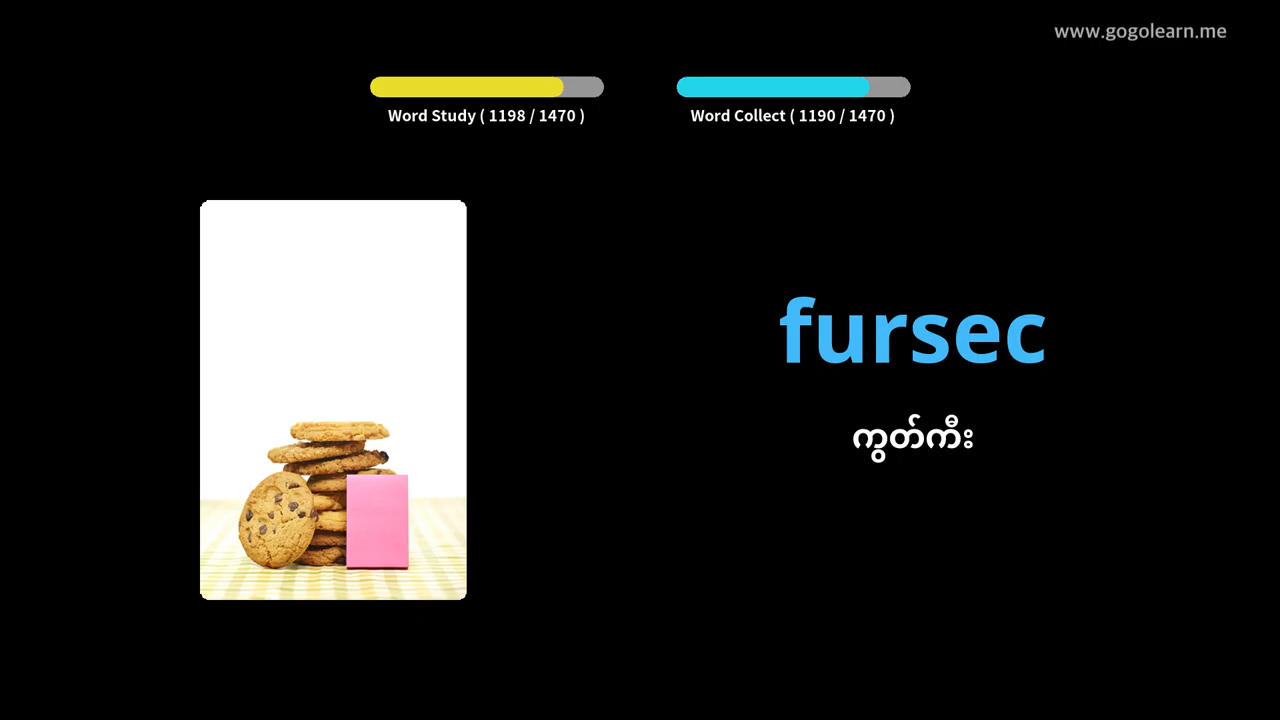 www.gogolearn.me
Word Study ( 1198 / 1470 )
Word Collect ( 1190 / 1470 )
fursec
ကွတ်ကီး